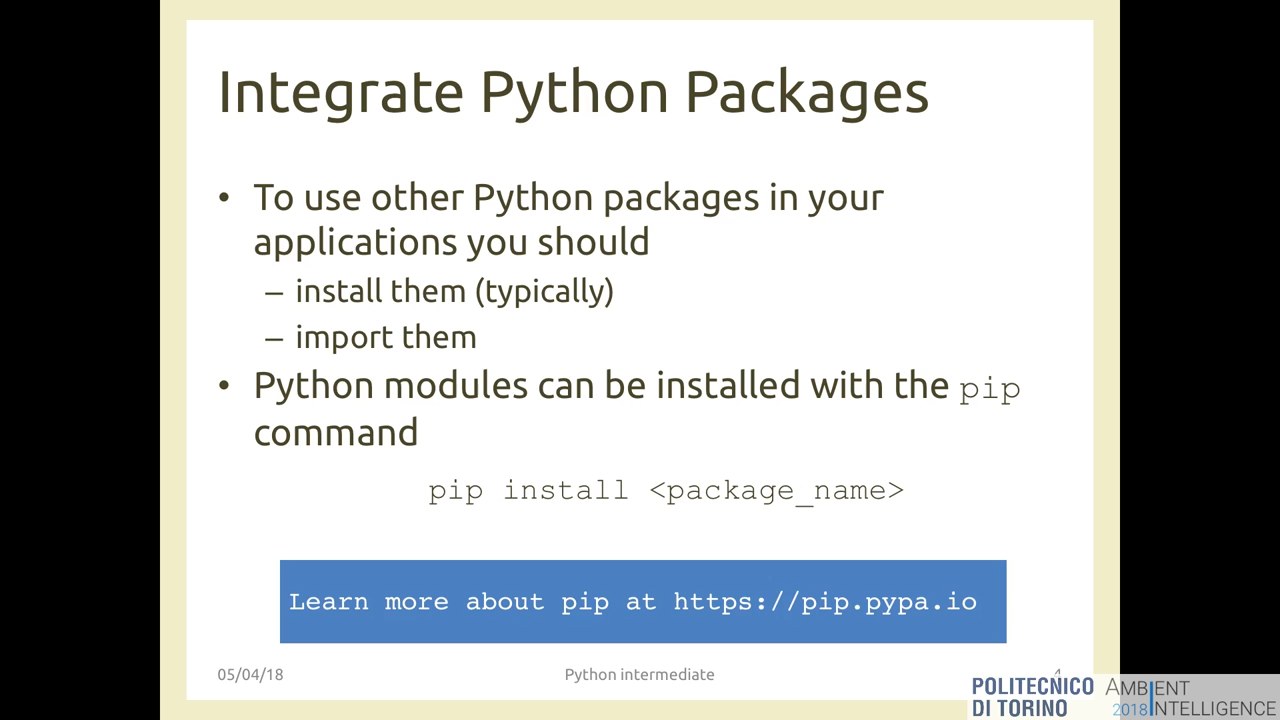 Integrate Python Packages
• To use other Python packages in your
applications you should
– install them (typically)
– import them
• Python modules can be installed with the pip
command
pip install <package_name>
Learn more about pip at https://pip.pypa.io
05/04/18
Python intermediate
4
POLITECNICO
DI TORINO
AMBIENT
2018 INTELLIGENCE